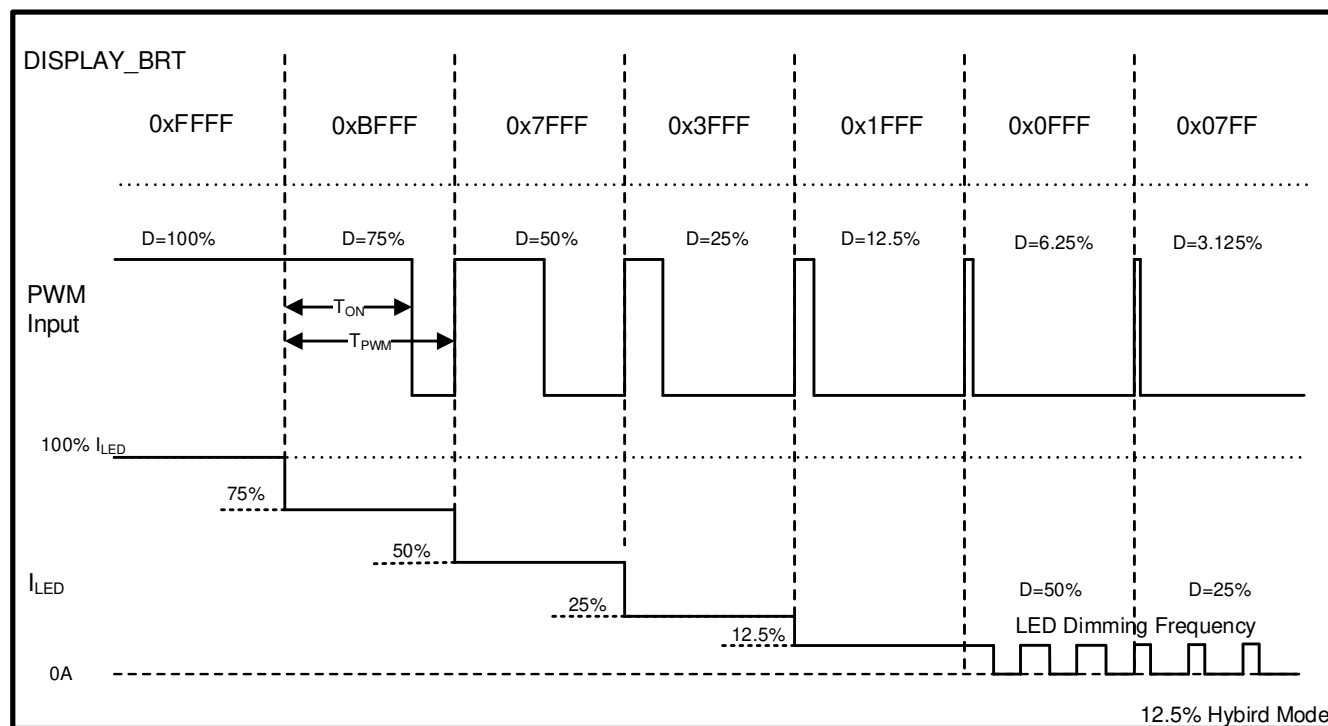 DISPLAY_BRT
0xFFFF 0xBFFF 0x7FFF 0x3FFF 0x1FFF 0x0FFF 0x07FF
D=100% D=75% D=50% D=25% D=12.5% D=6.25% D=3.125%
PWM
Input
TON
TPWM
100% ILED
75%
50%
ILED
25%
12.5%
D=50% D=25%
LED Dimming Frequency
0A
12.5% Hybird Mode